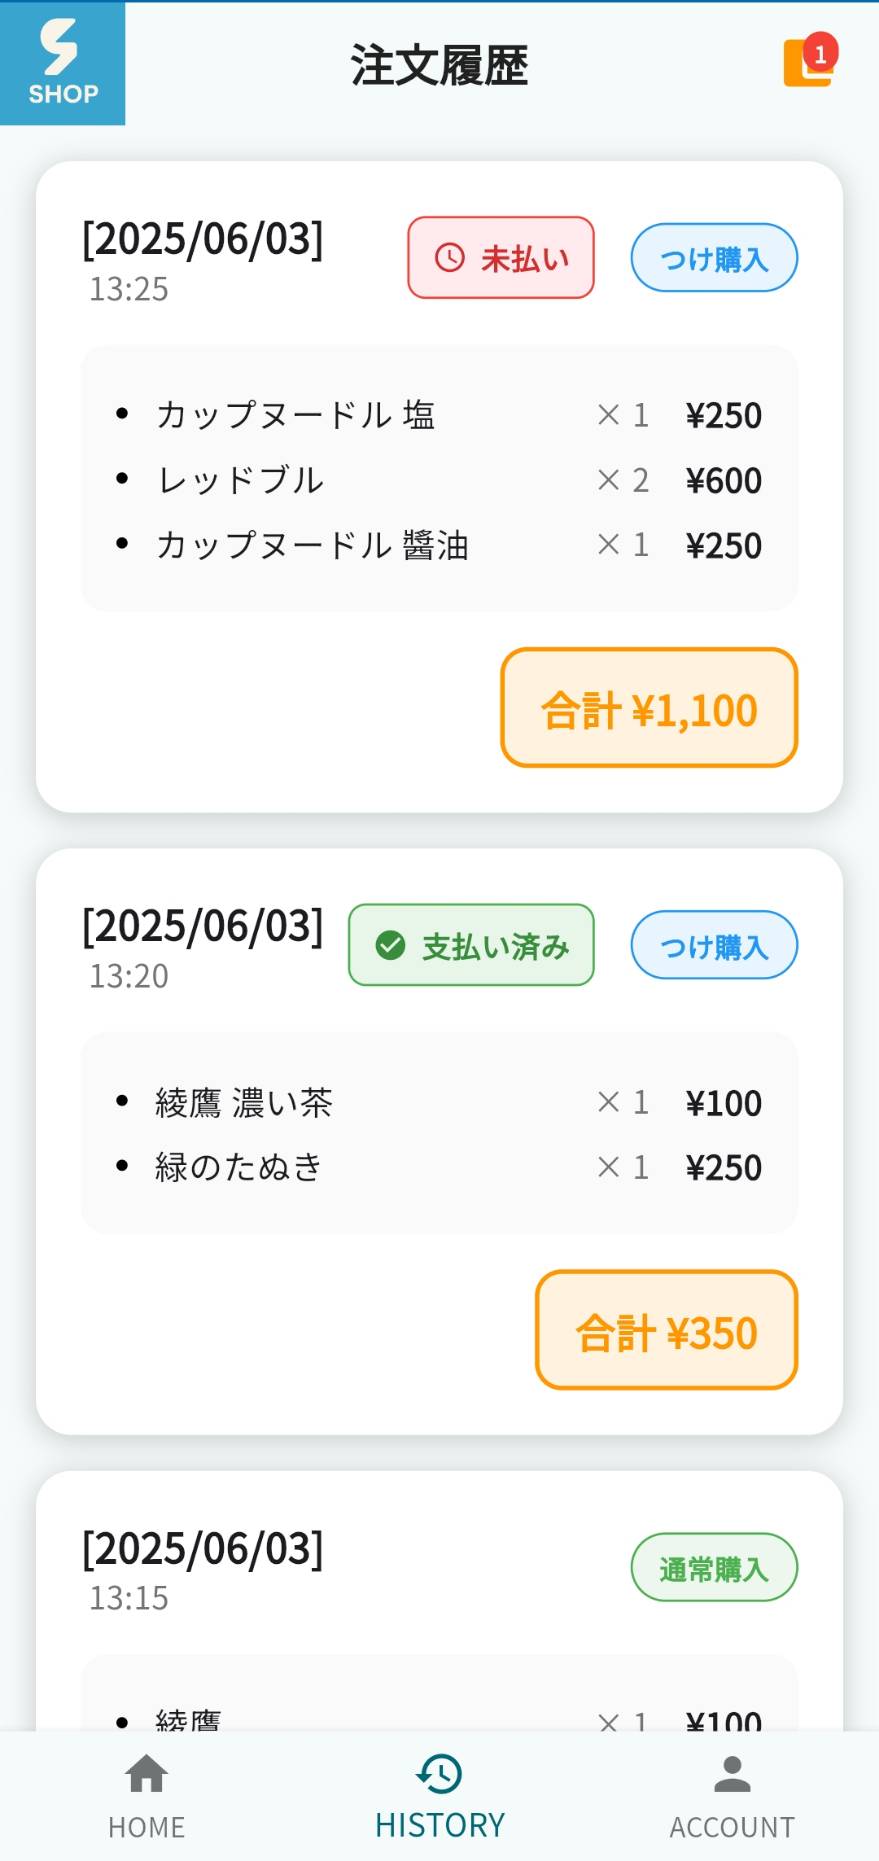 SHOP
注文履歴
1
[2025/06/03]
13:25
未払い
つけ購入
• カップヌードル 塩 × 1 ¥250
• レッドブル × 2 ¥600
• カップヌードル 醬油 × 1 ¥250
合計 ¥1,100
[2025/06/03]
13:20
支払い済み
つけ購入
• 綾鷹 濃い茶 × 1 ¥100
• 緑のたぬき × 1 ¥250
合計 ¥350
[2025/06/03]
13:15
通常購入
• 綾鷹 × 1 ¥100
HOME
HISTORY
ACCOUNT